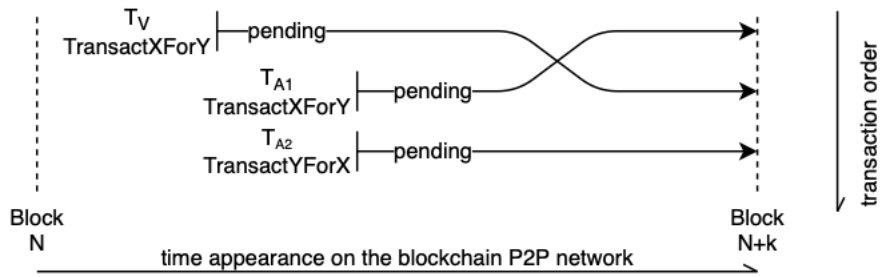 T_V
TransactXForY
pending
T_A1
TransactXForY
pending
T_A2
TransactYForX
pending
transaction order
Block
N
Block
N+k
time appearance on the blockchain P2P network